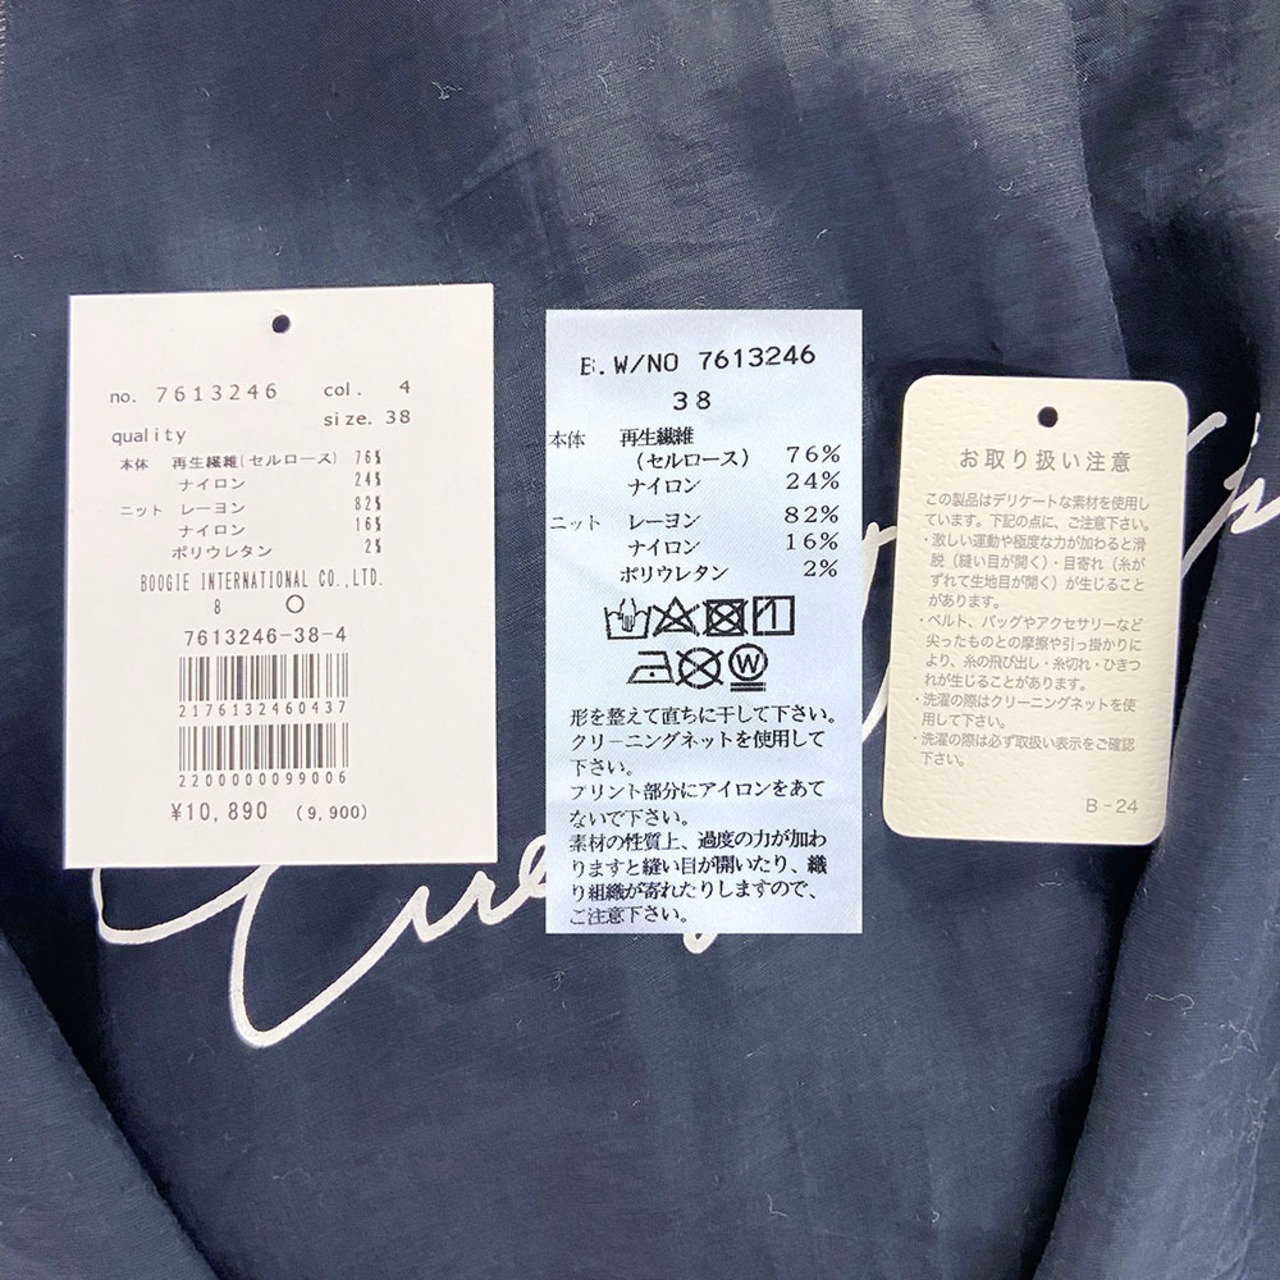 no. 7613246 col. 4
size. 38
quality
本体 再生繊維(セルロース) 76%
ナイロン 24%
ニット レーヨン 82%
ナイロン 16%
ポリウレタン 2%
BOOGIE INTERNATIONAL CO.,LTD.
8 ○
7613246-38-4
2176132460437
2200000099006
¥10,890 (9,900)
B.W/NO 7613246
38
本体 再生繊維
(セルロース) 76%
ナイロン 24%
ニット レーヨン 82%
ナイロン 16%
ポリウレタン 2%
W
形を整えて直ちに干して下さい。
クリーニングネットを使用して
下さい。
プリント部分にアイロンをあて
ないで下さい。
素材の性質上、過度の力が加わ
りますと縫い目が開いたり、織
り組織が寄れたりしますので、
ご注意下さい。
お取り扱い注意
この製品はデリケートな素材を使用し
ています。下記の点に、ご注意下さい。
・激しい運動や極度な力が加わると滑
脱(縫い目が開く)・目寄れ(糸が
ずれて生地目が開く)が生じること
があります。
・ベルト、バッグやアクセサリーなど
尖ったものとの摩擦や引っ掛かりに
より、糸の飛び出し・糸切れ・ひきつ
れが生じることがあります。
・洗濯の際はクリーニングネットを使
用して下さい。
・洗濯の際は必ず取扱い表示をご確認
下さい。
B-24